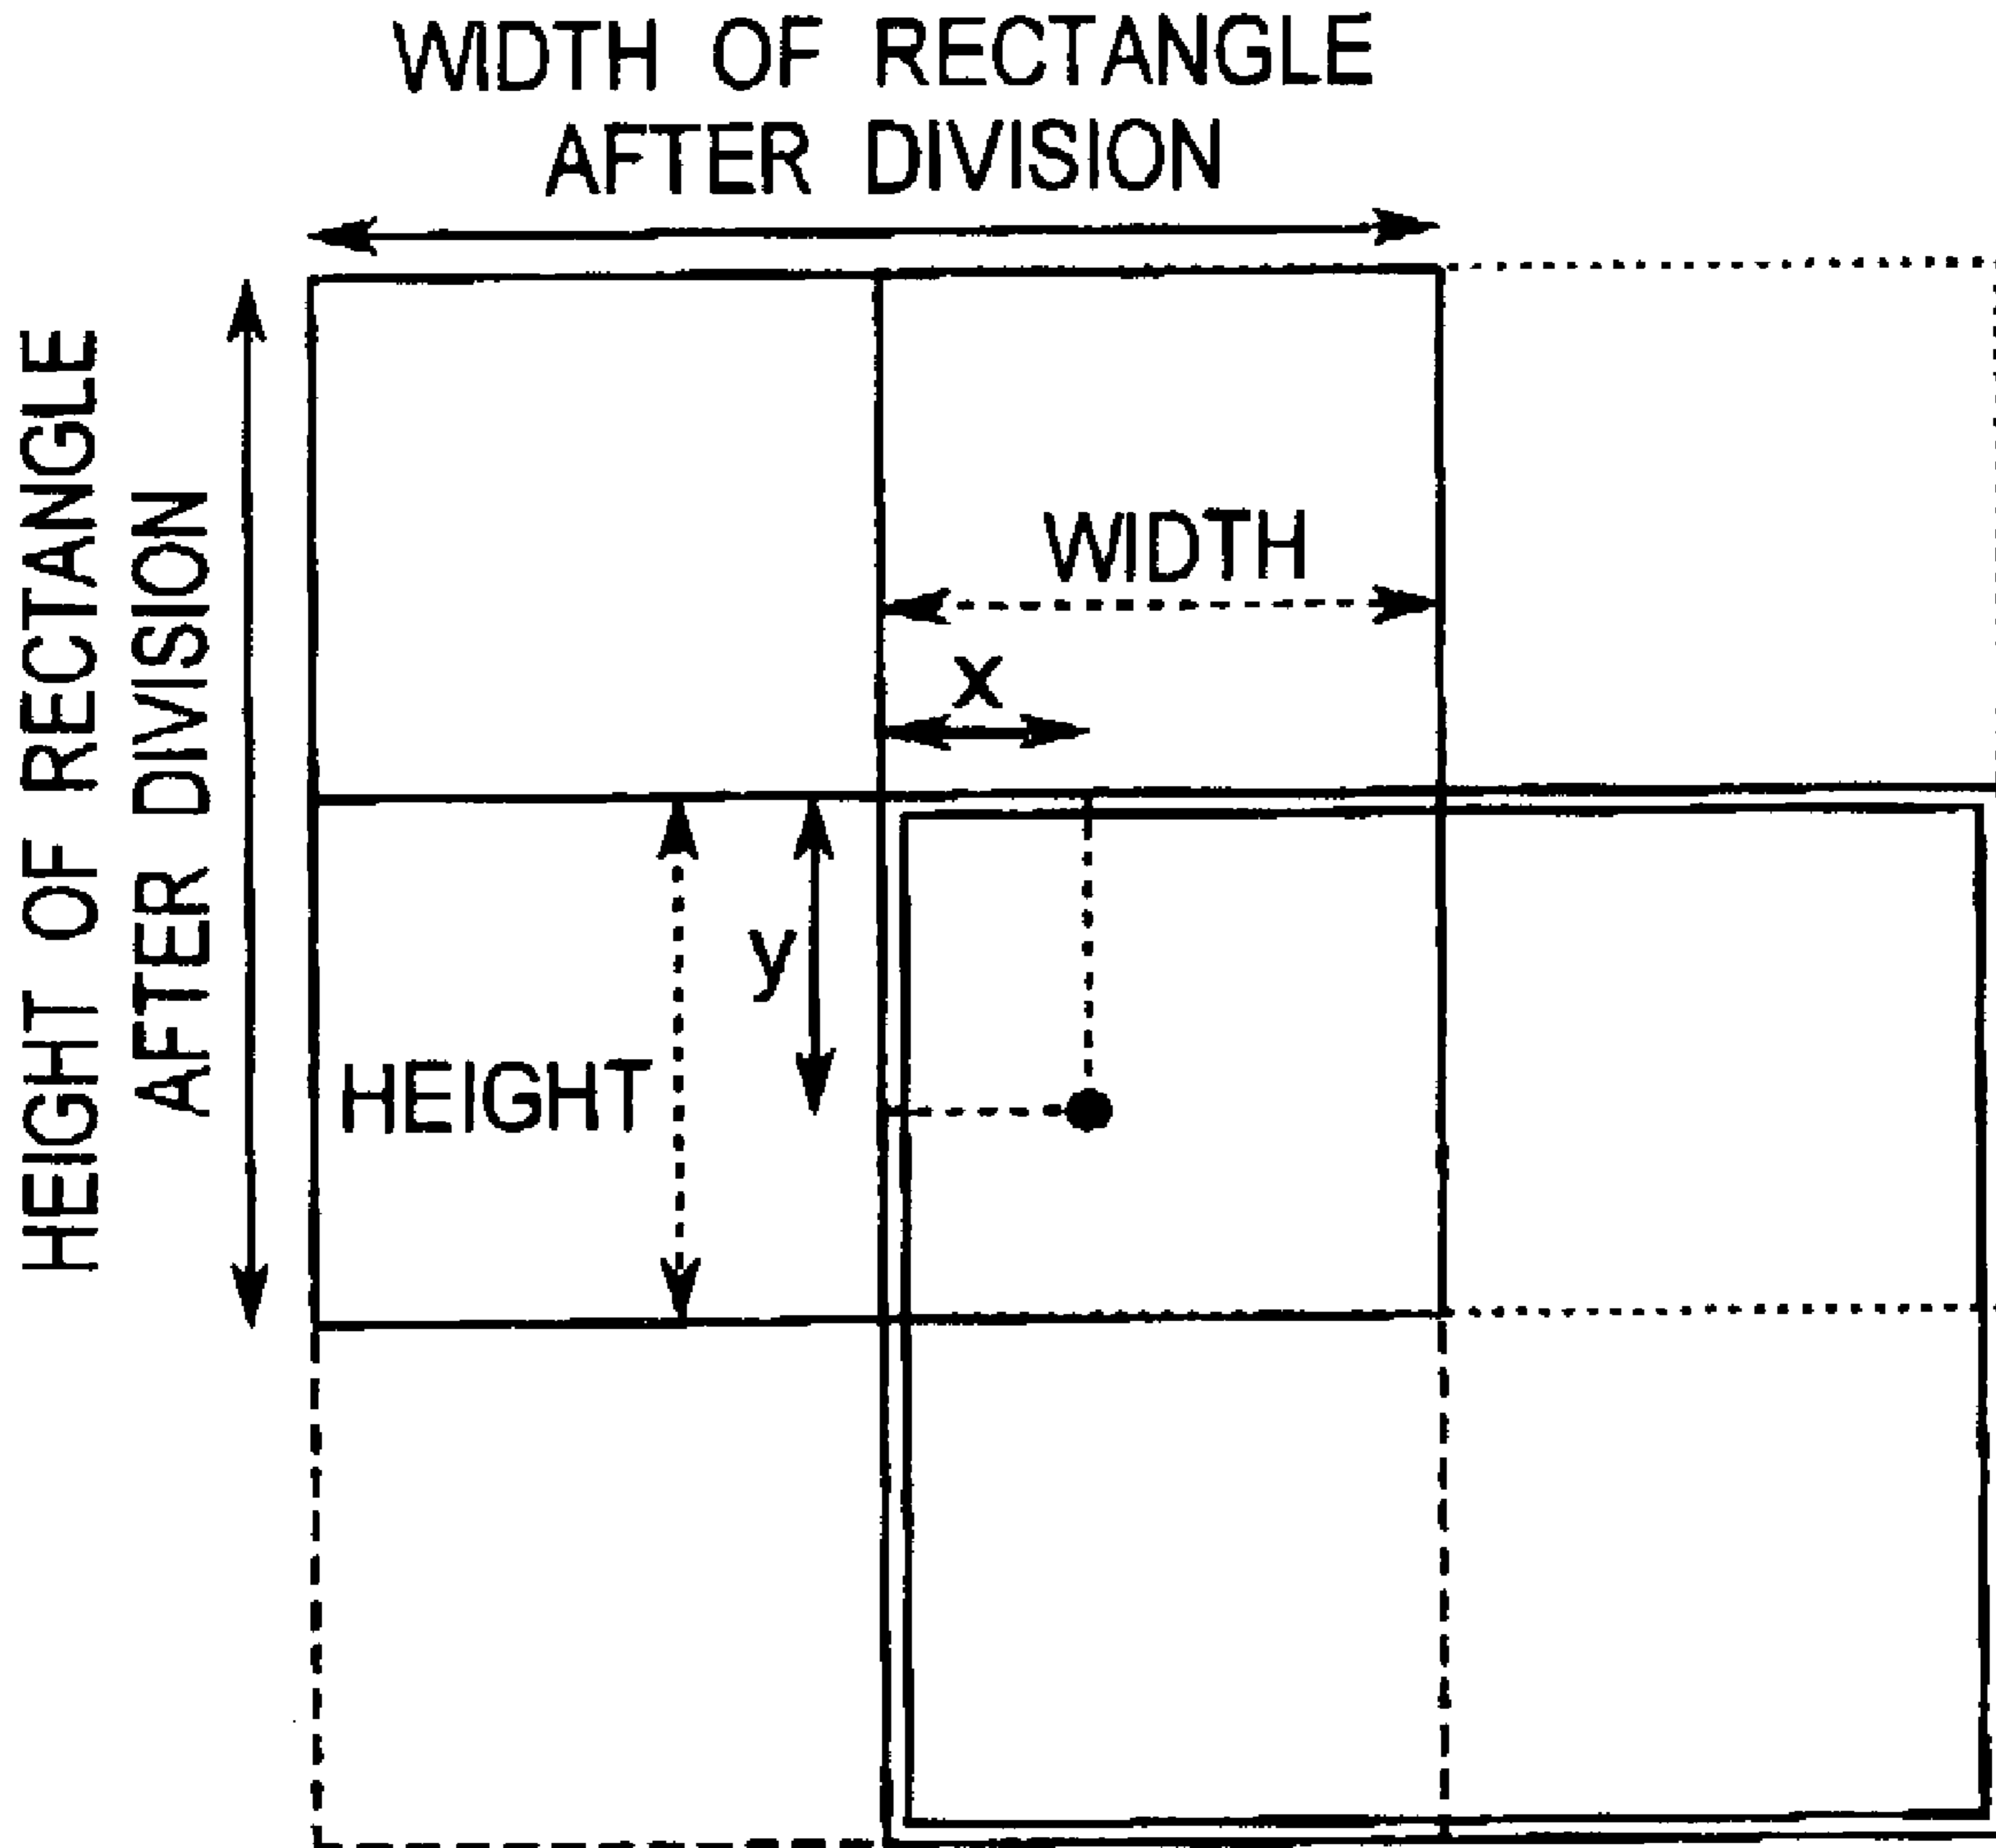 WIDTH OF RECTANGLE
AFTER DIVISION
HEIGHT OF RECTANGLE
AFTER DIVISION
WIDTH
x
y
HEIGHT